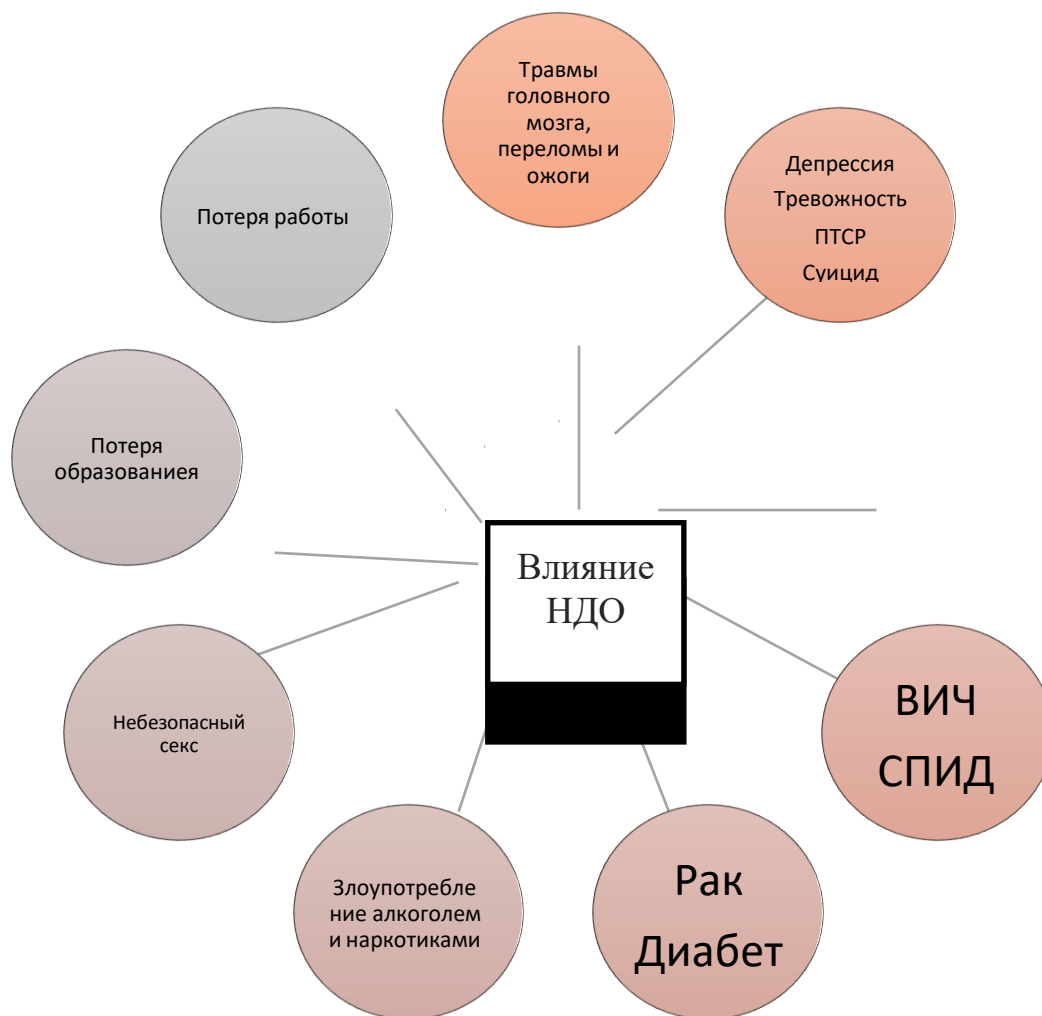 Травмы
головного
мозга,
переломы и
ожоги
Депрессия
Тревожность
ПТСР
Суицид
Потеря работы
Потеря
образованиея
Влияние
НДО
ВИЧ
СПИД
Небезопасный
секс
Злоупотребле
ние алкоголем
и наркотиками
Рак
Диабет